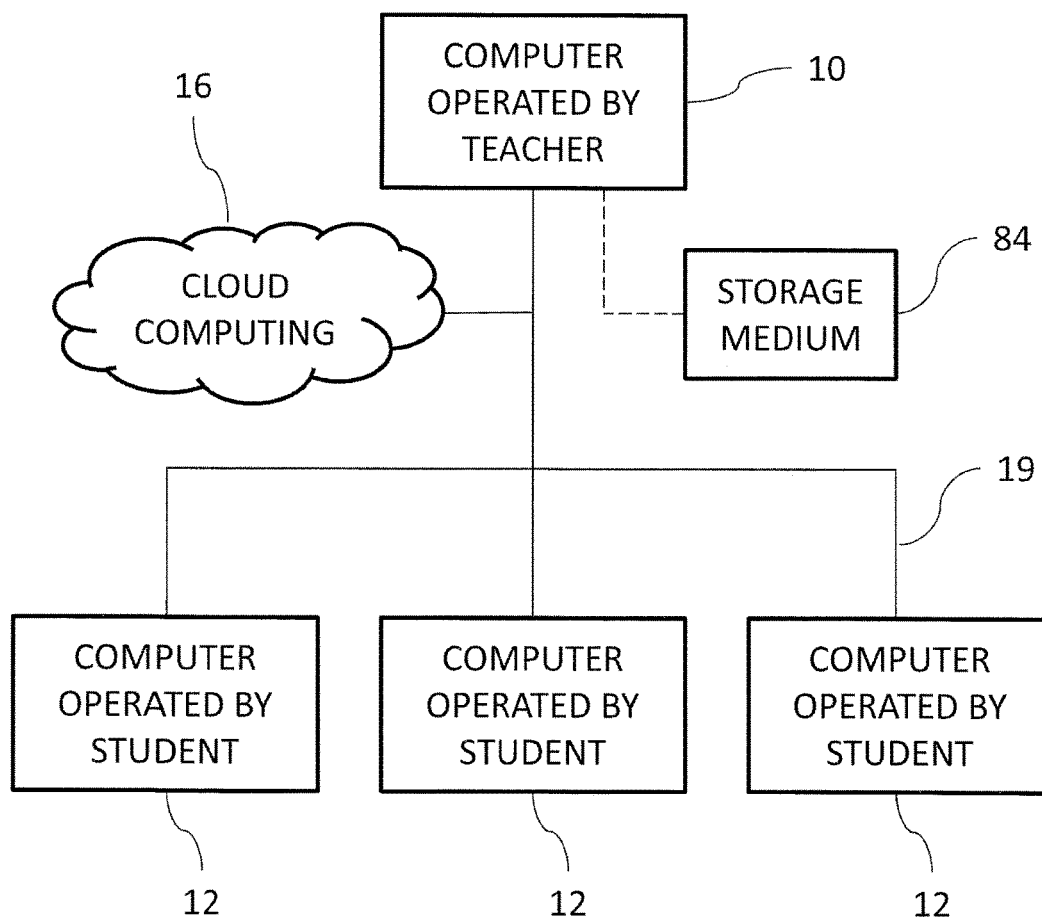 COMPUTER
OPERATED BY
TEACHER
10
16
CLOUD
COMPUTING
84
STORAGE
MEDIUM
19
COMPUTER
OPERATED BY
STUDENT
COMPUTER
OPERATED BY
STUDENT
COMPUTER
OPERATED BY
STUDENT
12
12
12